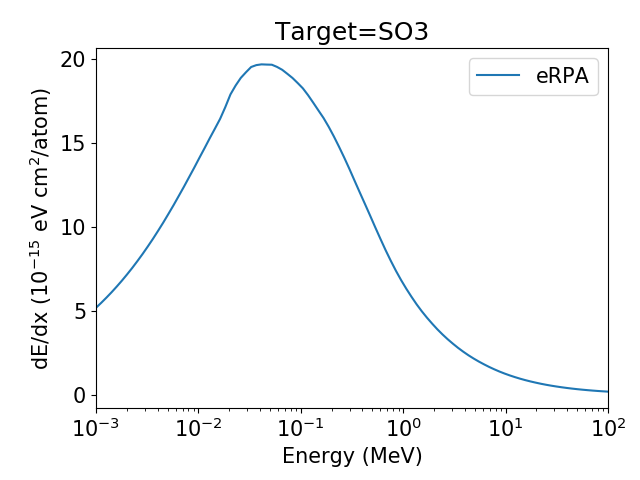 Target=SO3
eRPA
dE/dx (10⁻¹⁵ eV cm²/atom)
20
15
10
5
0
10⁻³ 10⁻² 10⁻¹ 10⁰ 10¹ 10²
Energy (MeV)